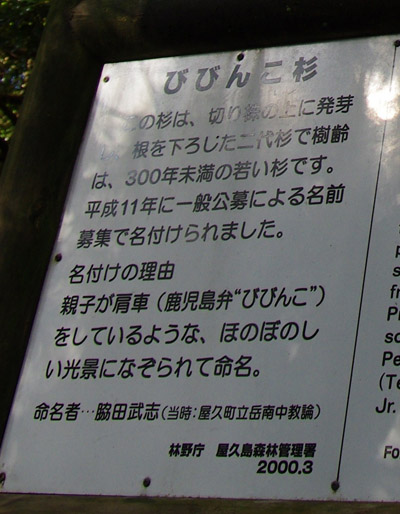 びびんこ杉
この杉は、切り株の上に発芽
し、根を下ろした二代杉で樹齢
は、300年未満の若い杉です。
平成11年に一般公募による名前
募集で名付けられました。
名付けの理由
親子が肩車（鹿児島弁“びびんこ”）
をしているような、ほのぼのし
い光景になぞられて命名。
命名者…脇田武志（当時：屋久町立岳南中教諭）
林野庁 屋久島森林管理署
2000.3
Jr.
(Te
Pe
Fo